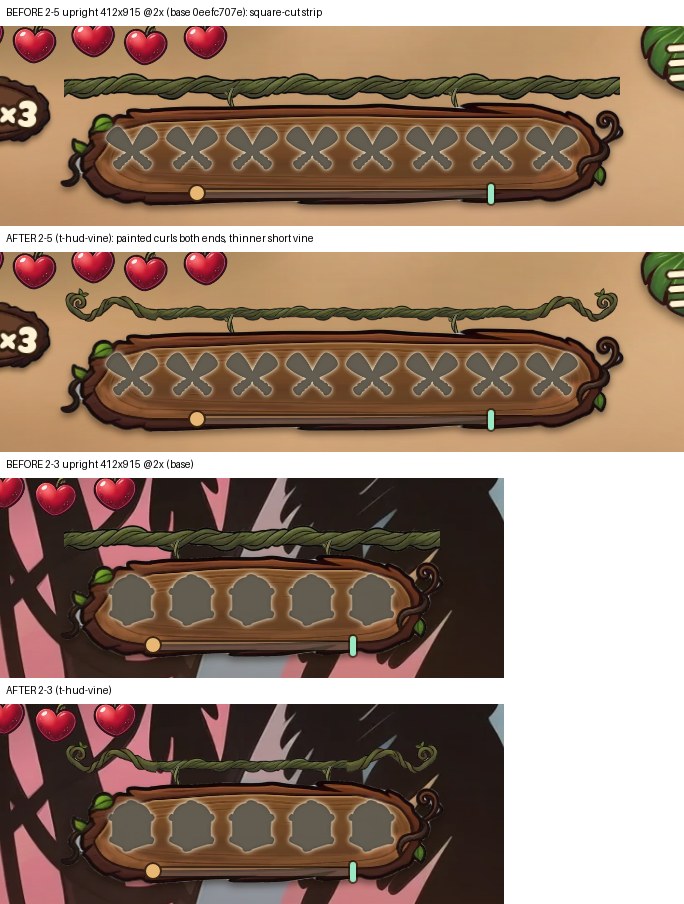 BEFORE 2-5 upright 412x915 @2x (base 0eefc707e): square-cut strip
×3
AFTER 2-5 (t-hud-vine): painted curls both ends, thinner short vine
×3
BEFORE 2-3 upright 412x915 @2x (base)
AFTER 2-3 (t-hud-vine)